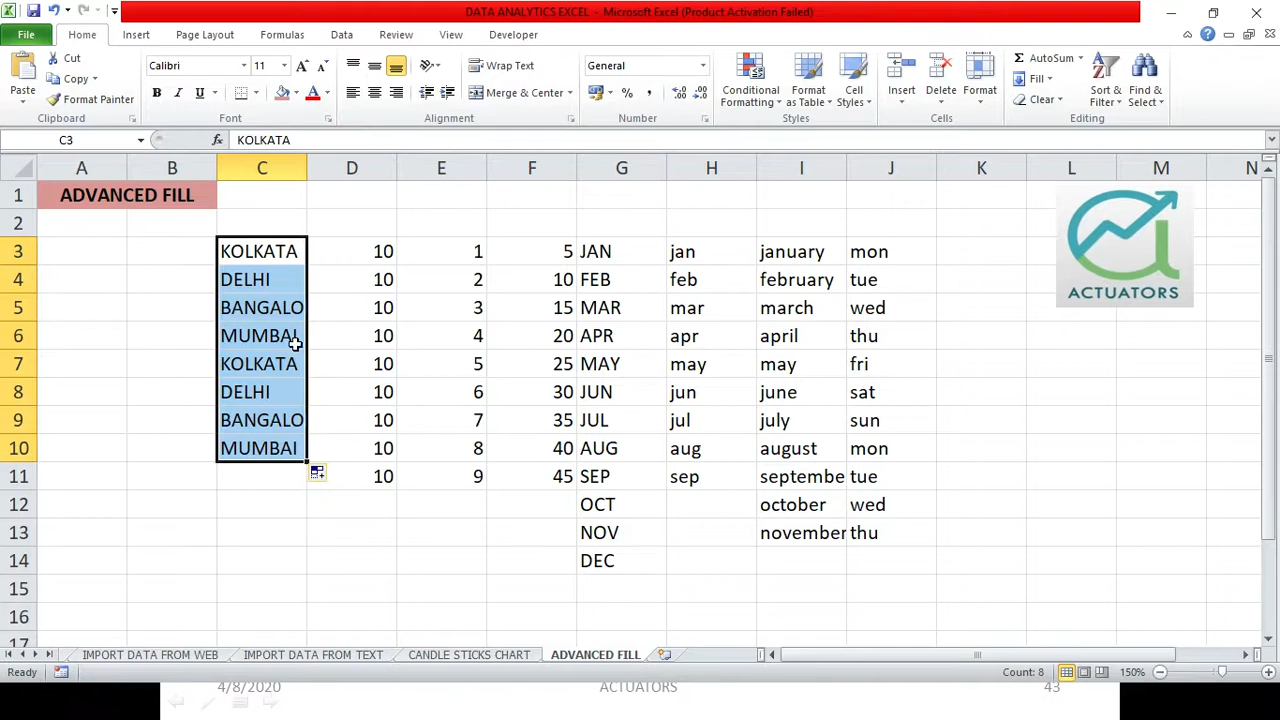 DATA ANALYTICS EXCEL - Microsoft Excel (Product Activation Failed)
File Home Insert Page Layout Formulas Data Review View Developer
Paste Cut Copy Format Painter Clipboard
Calibri 11 B I U A A A Font
Wrap Text Merge & Center Alignment
General % , Number
Conditional Formatting Format as Table Cell Styles Styles
Insert Delete Format Cells
Σ AutoSum Fill Clear Sort & Filter Find & Select Editing
C3 fx KOLKATA
A B C D E F G H I J K L M N
1 ADVANCED FILL
2
3 KOLKATA 10 1 5 JAN jan january mon
4 DELHI 10 2 10 FEB feb february tue
5 BANGALO 10 3 15 MAR mar march wed
6 MUMBAI 10 4 20 APR apr april thu
7 KOLKATA 10 5 25 MAY may may fri
8 DELHI 10 6 30 JUN jun june sat
9 BANGALO 10 7 35 JUL jul july sun
10 MUMBAI 10 8 40 AUG aug august mon
11 10 9 45 SEP sep septembe tue
12 OCT october wed
13 NOV november thu
14 DEC
15
16
17
ACTUATORS
IMPORT DATA FROM WEB IMPORT DATA FROM TEXT CANDLE STICKS CHART ADVANCED FILL
Ready Count: 8 150%
4/8/2020 ACTUATORS 43